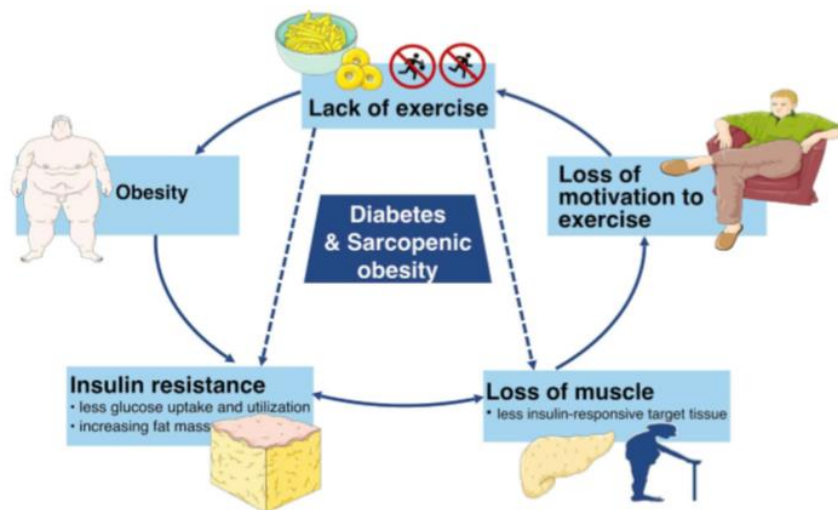 Lack of exercise
Obesity
Loss of
motivation to
exercise
Diabetes
& Sarcopenic
obesity
Insulin resistance
• less glucose uptake and utilization
• increasing fat mass
Loss of muscle
• less insulin-responsive target tissue